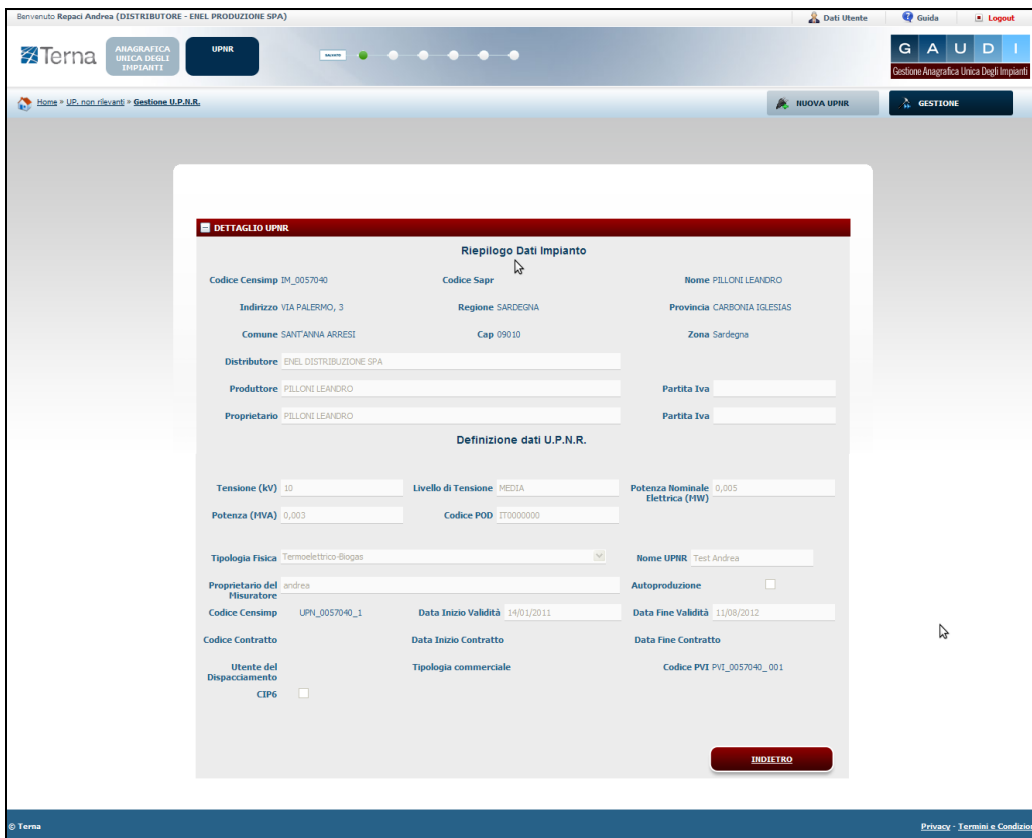 Benvenuto Repaci Andrea (DISTRIBUTORE - ENEL PRODUZIONE SPA) Dati Utente Guida Logout
Terna ANAGRAFICA UNICA DEGLI IMPIANTI UPNR SALVATO GAUDI
Gestione Anagrafica Unica Degli Impianti
Home » UP. non rilevanti » Gestione U.P.N.R. NUOVA UPNR GESTIONE
DETTAGLIO UPNR
Riepilogo Dati Impianto
Codice Censimp IM_0057040 Codice Sapr Nome PILLONI LEANDRO
Indirizzo VIA PALERMO, 3 Regione SARDEGNA Provincia CARBONIA IGLESIAS
Comune SANT'ANNA ARRESI Cap 09010 Zona Sardegna
Distributore ENEL DISTRIBUZIONE SPA
Produttore PILLONI LEANDRO Partita Iva
Proprietario PILLONI LEANDRO Partita Iva
Definizione dati U.P.N.R.
Tensione (kV) 10 Livello di Tensione MEDIA Potenza Nominale Elettrica (MW) 0,005
Potenza (MVA) 0,003 Codice POD IT0000000
Tipologia Fisica Termoelettrico-Biogas Nome UPNR Test Andrea
Proprietario del Misuratore andrea Autoproduzione
Codice Censimp UPN_0057040_1 Data Inizio Validità 14/01/2011 Data Fine Validità 11/08/2012
Codice Contratto Data Inizio Contratto Data Fine Contratto
Utente del Dispacciamento Tipologia commerciale Codice PVI PVI_0057040_001
CIP6
INDIETRO
© Terna Privacy - Termini e Condizio